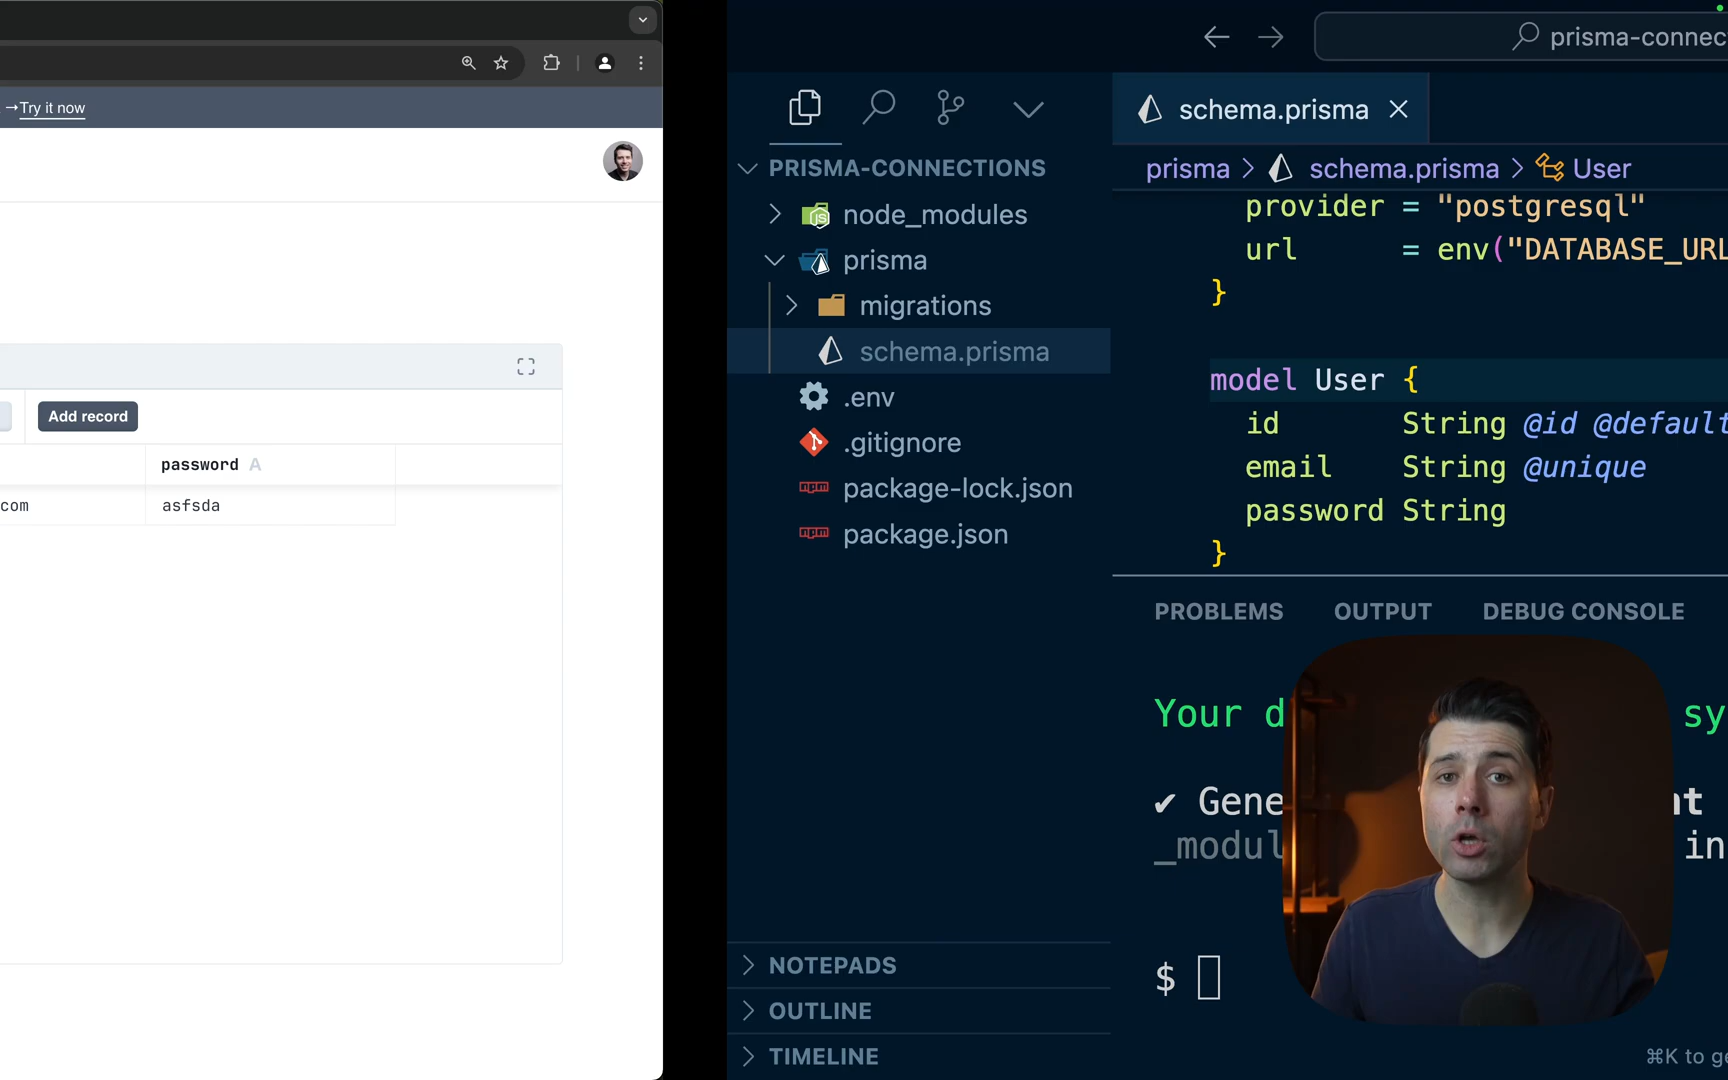 →Try it now
Add record
password A
com
asfsda
prisma-connec
PRISMA-CONNECTIONS
node_modules
prisma
migrations
schema.prisma
.env
.gitignore
package-lock.json
package.json
NOTEPADS
OUTLINE
TIMELINE
schema.prisma
prisma > schema.prisma > User
provider = "postgresql"
url = env("DATABASE_URL
}
model User {
id String @id @default
email String @unique
password String
}
PROBLEMS OUTPUT DEBUG CONSOLE
Your d sy
✔ Gene nt
_modul in
$
⌘K to ge